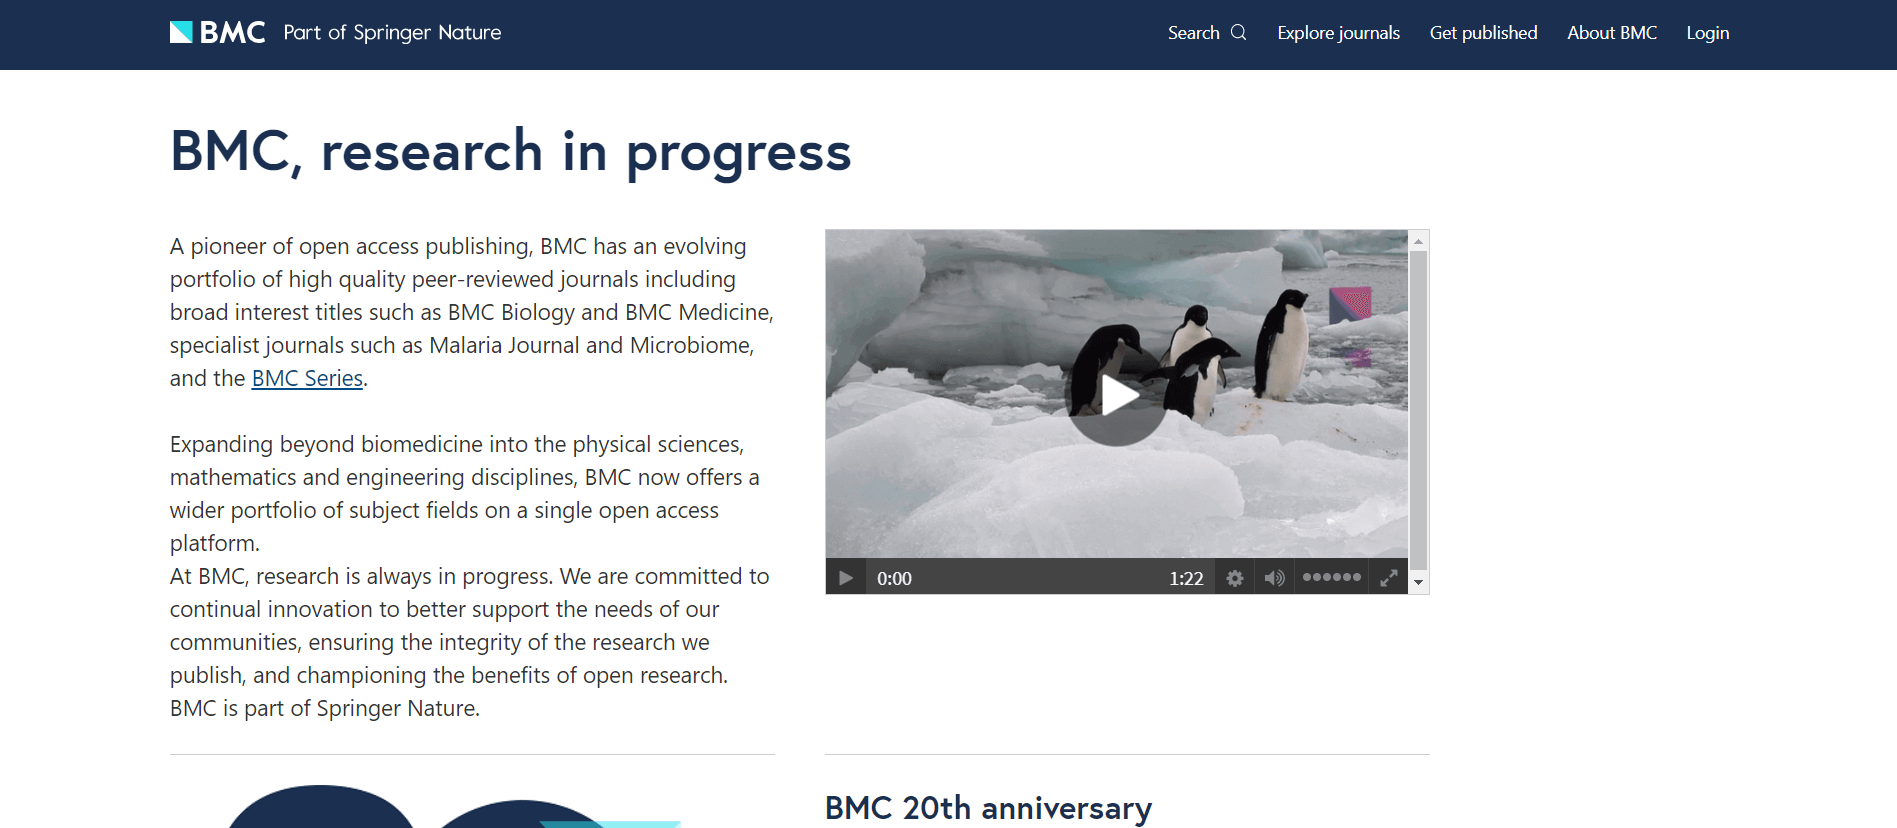 BMC Part of Springer Nature
Search Explore journals Get published About BMC Login
BMC, research in progress
A pioneer of open access publishing, BMC has an evolving
portfolio of high quality peer-reviewed journals including
broad interest titles such as BMC Biology and BMC Medicine,
specialist journals such as Malaria Journal and Microbiome,
and the BMC Series.
Expanding beyond biomedicine into the physical sciences,
mathematics and engineering disciplines, BMC now offers a
wider portfolio of subject fields on a single open access
platform.
At BMC, research is always in progress. We are committed to
continual innovation to better support the needs of our
communities, ensuring the integrity of the research we
publish, and championing the benefits of open research.
BMC is part of Springer Nature.
0:00 1:22
BMC 20th anniversary